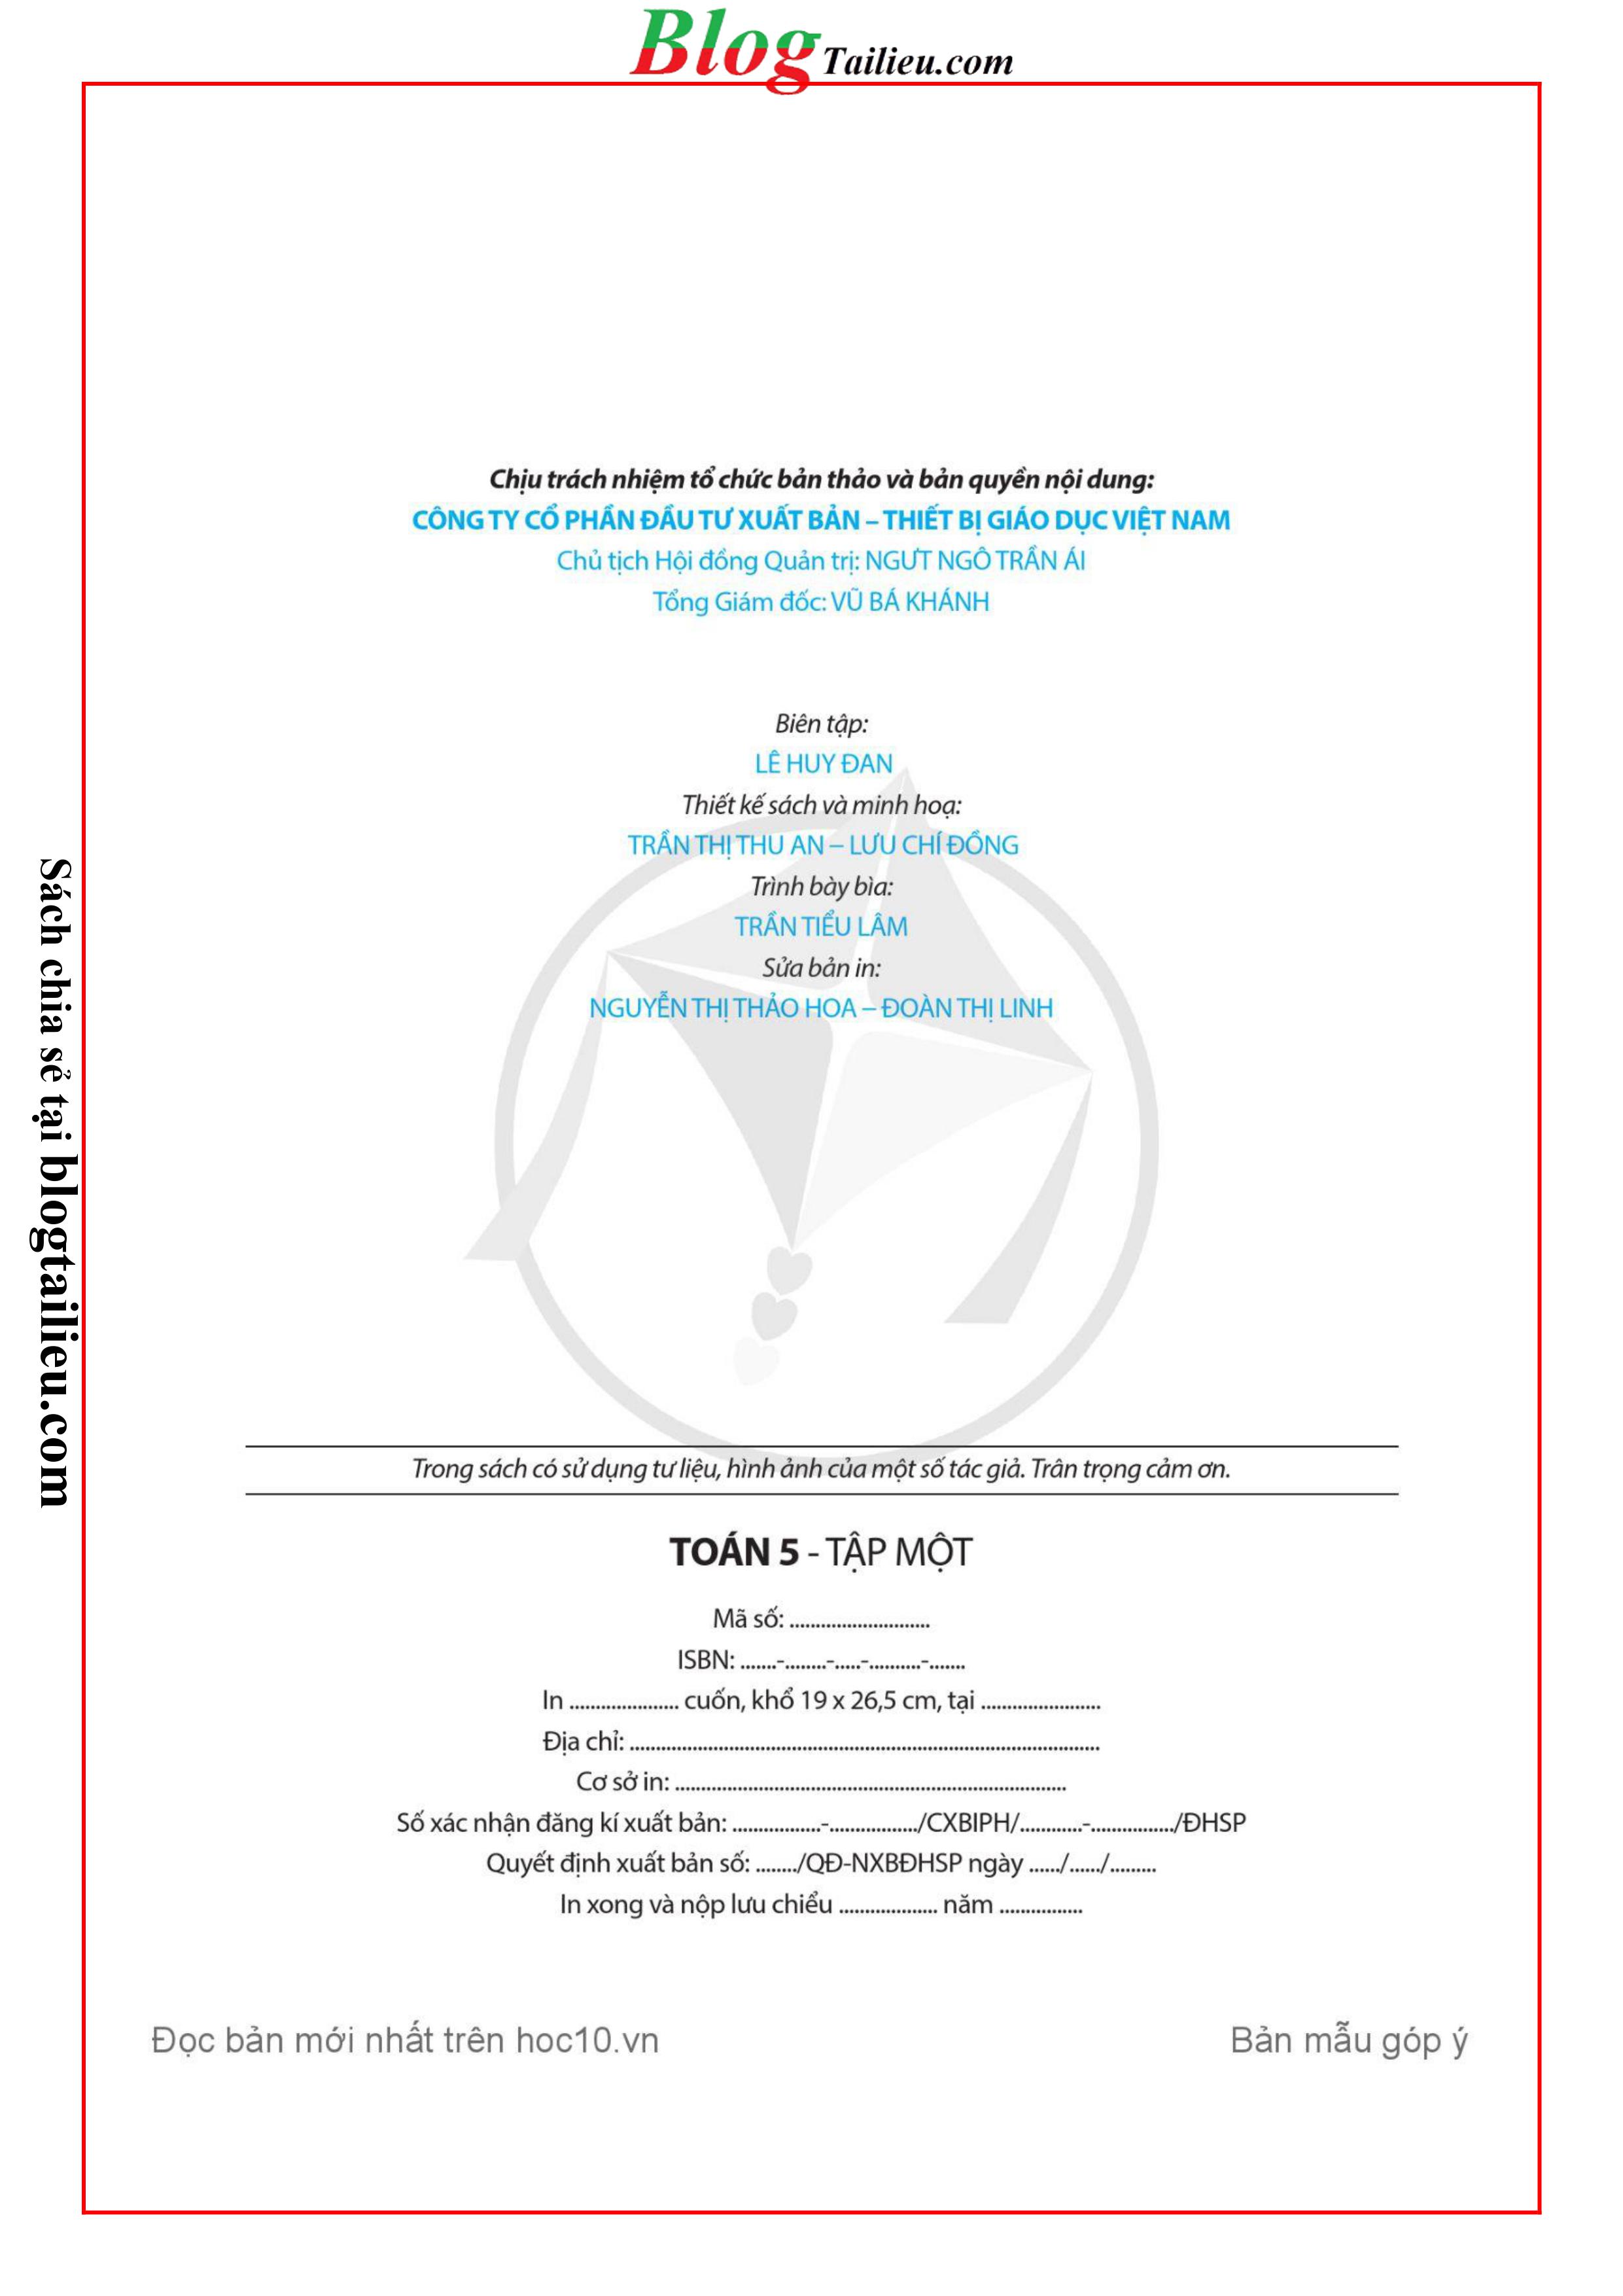 Blog Tailieu.com
Chịu trách nhiệm tổ chức bản thảo và bản quyền nội dung:
CÔNG TY CỔ PHẦN ĐẦU TƯ XUẤT BẢN – THIẾT BỊ GIÁO DỤC VIỆT NAM
Chủ tịch Hội đồng Quản trị: NGƯT NGÔ TRẦN ÁI
Tổng Giám đốc: VŨ BÁ KHÁNH
Biên tập:
LÊ HUY ĐAN
Thiết kế sách và minh hoạ:
TRẦN THỊ THU AN – LƯU CHÍ ĐỒNG
Trình bày bìa:
TRẦN TIỂU LÂM
Sửa bản in:
NGUYỄN THỊ THẢO HOA – ĐOÀN THỊ LINH
Sách chia sẻ tại blogtailieu.com
Trong sách có sử dụng tư liệu, hình ảnh của một số tác giả. Trân trọng cảm ơn.
TOÁN 5 - TẬP MỘT
Mã số: ...........................
ISBN: .......-........-.....-..........-.......
In ..................... cuốn, khổ 19 x 26,5 cm, tại .......................
Địa chỉ: ..........................................................................................
Cơ sở in: ...........................................................................
Số xác nhận đăng kí xuất bản: .................-................./CXBIPH/............-................/ĐHSP
Quyết định xuất bản số: ......../QĐ-NXBĐHSP ngày ....../....../.........
In xong và nộp lưu chiểu ................... năm ................
Đọc bản mới nhất trên hoc10.vn
Bản mẫu góp ý